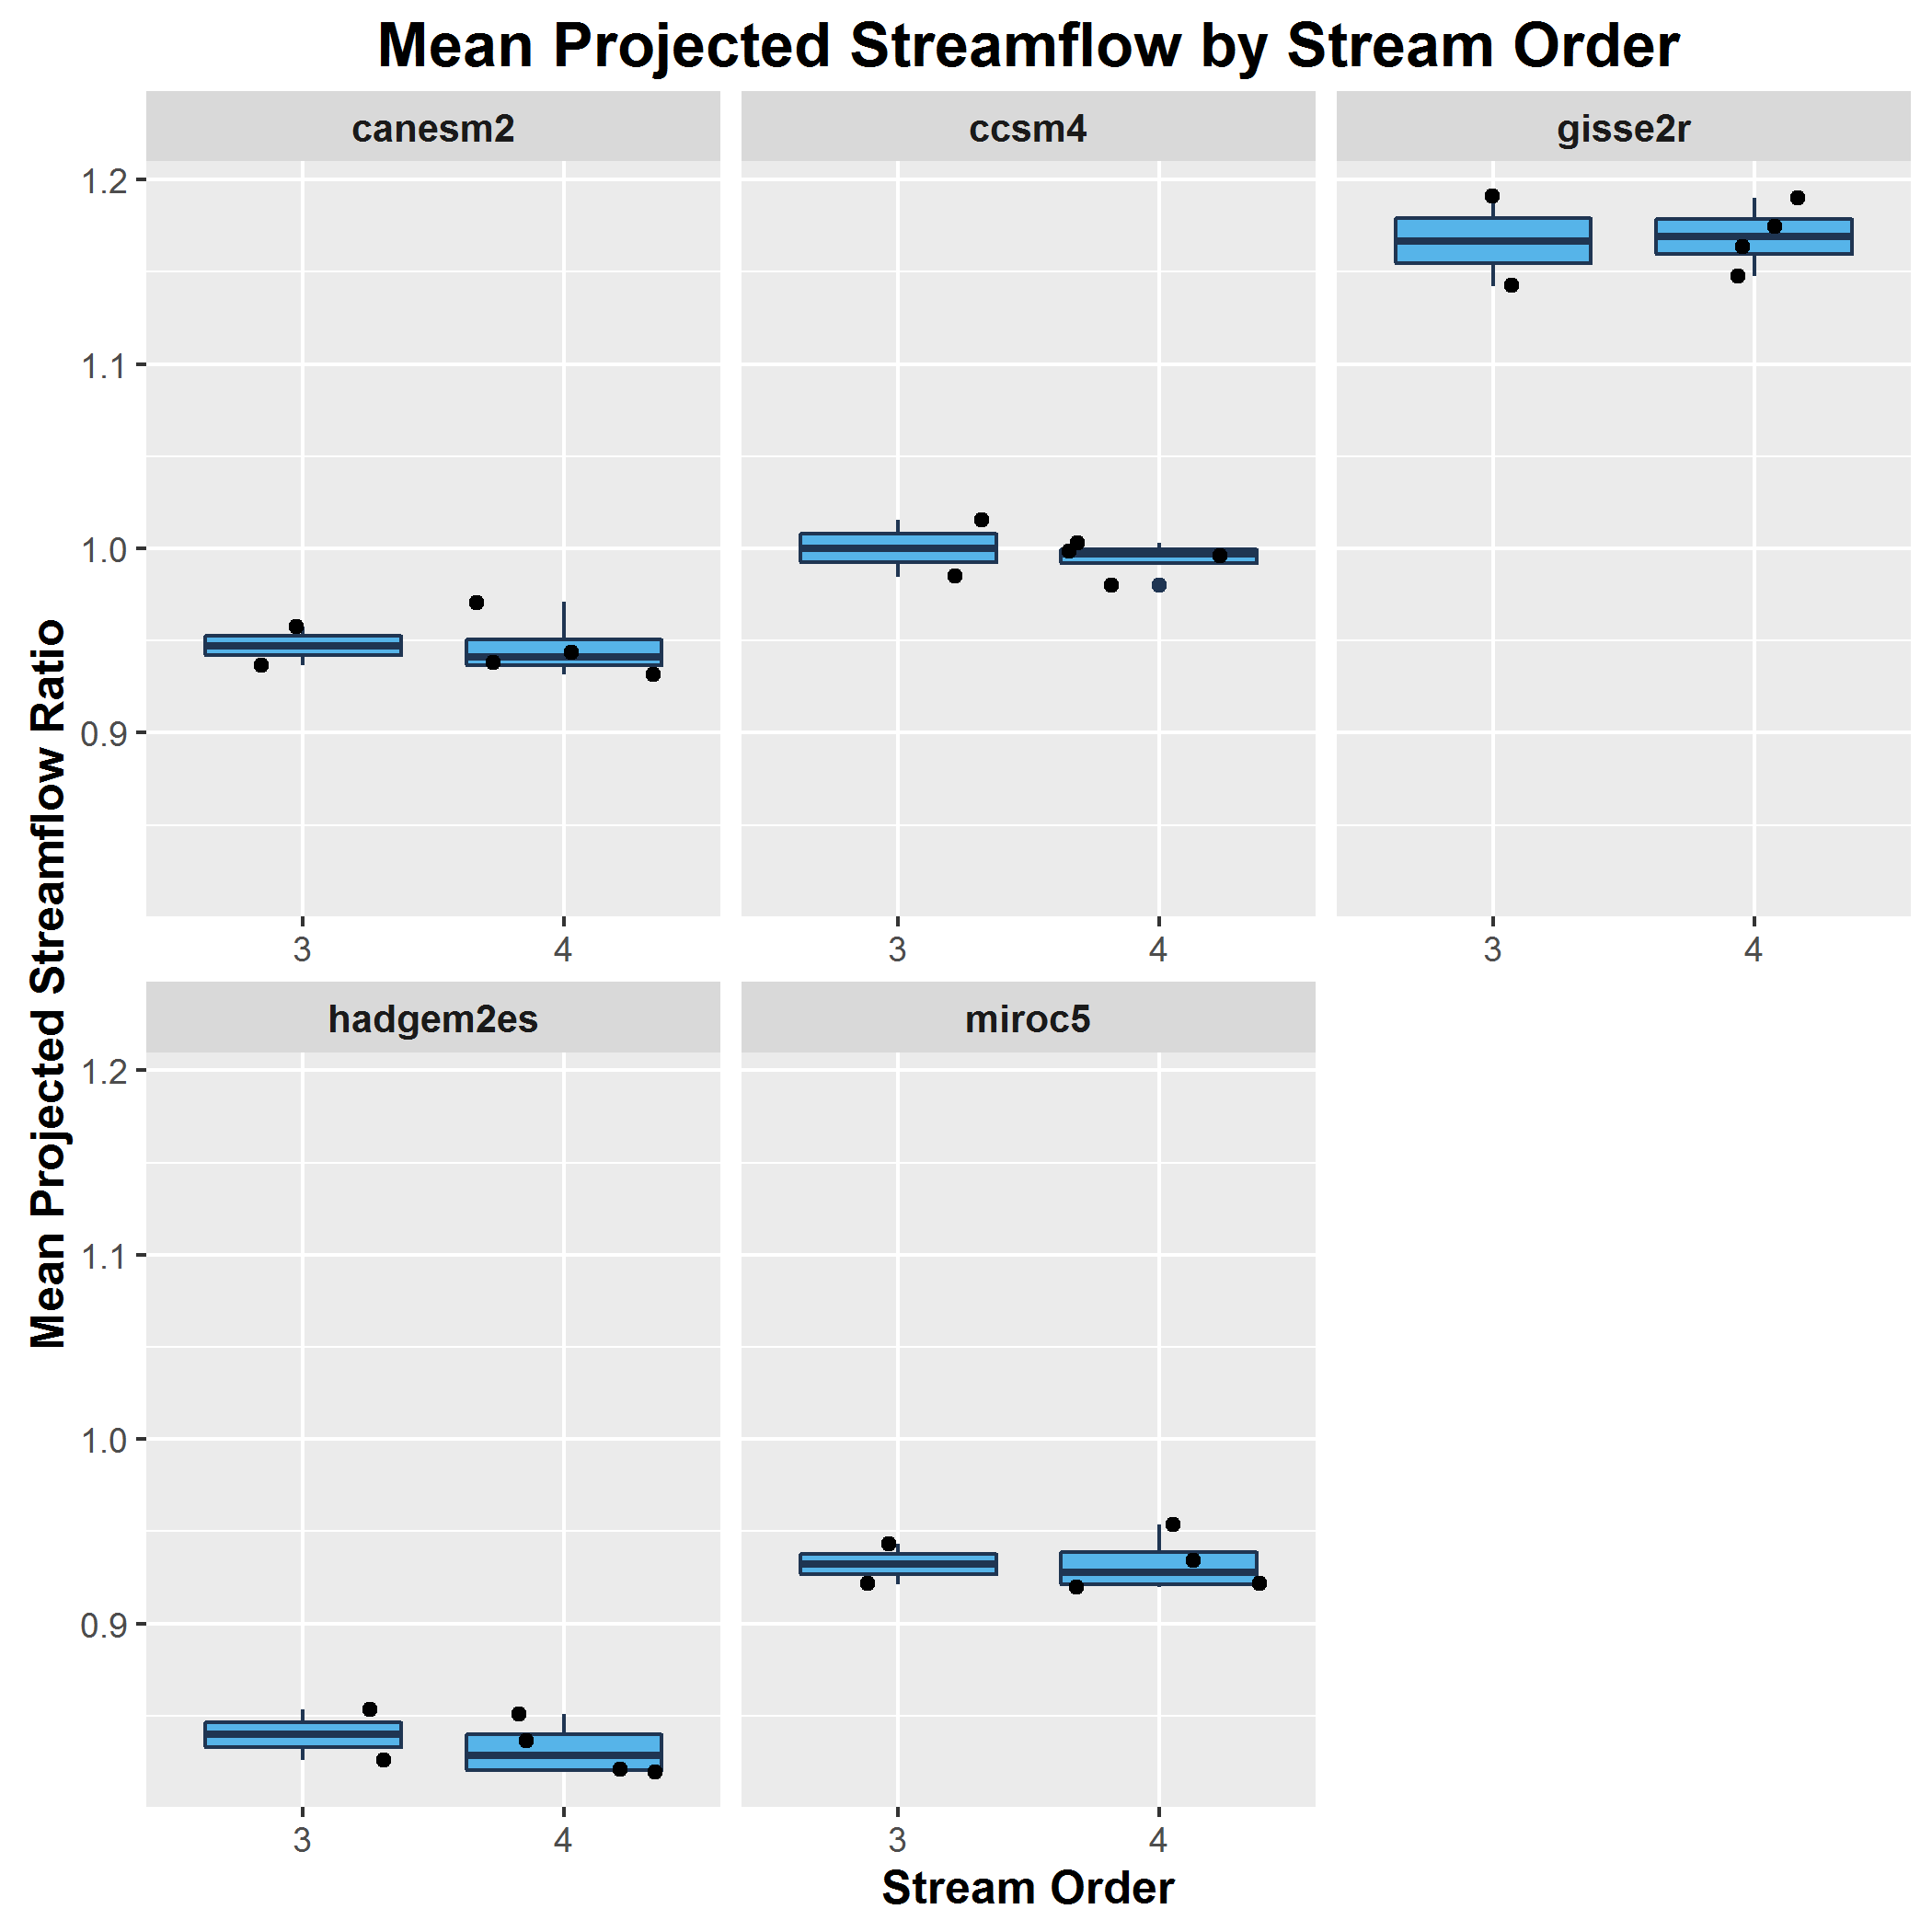 Mean Projected Streamflow by Stream Order
canesm2
ccsm4
gisse2r
1.2
1.1
1.0
0.9
3
4
3
4
3
4
Mean Projected Streamflow Ratio
hadgem2es
miroc5
1.2
1.1
1.0
0.9
3
4
3
4
Stream Order